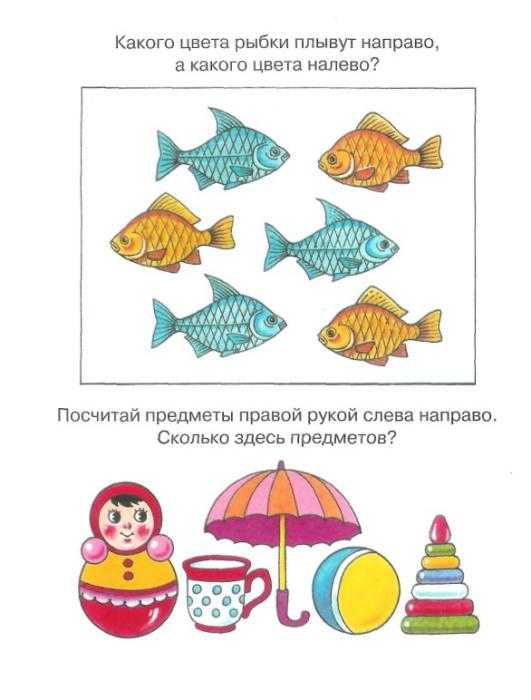 Какого цвета рыбки плывут направо,
а какого цвета налево?
Посчитай предметы правой рукой слева направо.
Сколько здесь предметов?